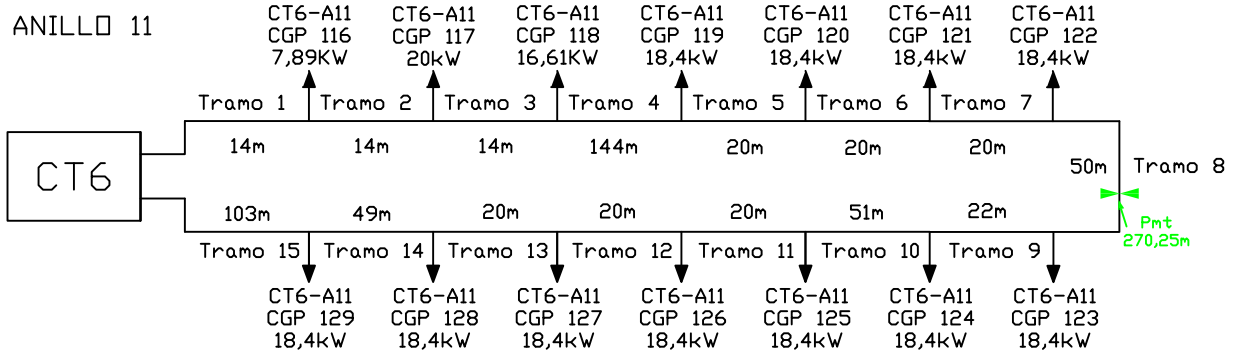 ANILLO 11
CT6-A11 CT6-A11 CT6-A11 CT6-A11 CT6-A11 CT6-A11 CT6-A11
CGP 116 CGP 117 CGP 118 CGP 119 CGP 120 CGP 121 CGP 122
7,89KW 20kW 16,61KW 18,4kW 18,4kW 18,4kW 18,4kW
Tramo 1 Tramo 2 Tramo 3 Tramo 4 Tramo 5 Tramo 6 Tramo 7
14m 14m 14m 144m 20m 20m 20m
CT6
50m Tramo 8
103m 49m 20m 20m 20m 51m 22m
Pmt
270,25m
Tramo 15 Tramo 14 Tramo 13 Tramo 12 Tramo 11 Tramo 10 Tramo 9
CT6-A11 CT6-A11 CT6-A11 CT6-A11 CT6-A11 CT6-A11 CT6-A11
CGP 129 CGP 128 CGP 127 CGP 126 CGP 125 CGP 124 CGP 123
18,4kW 18,4kW 18,4kW 18,4kW 18,4kW 18,4kW 18,4kW